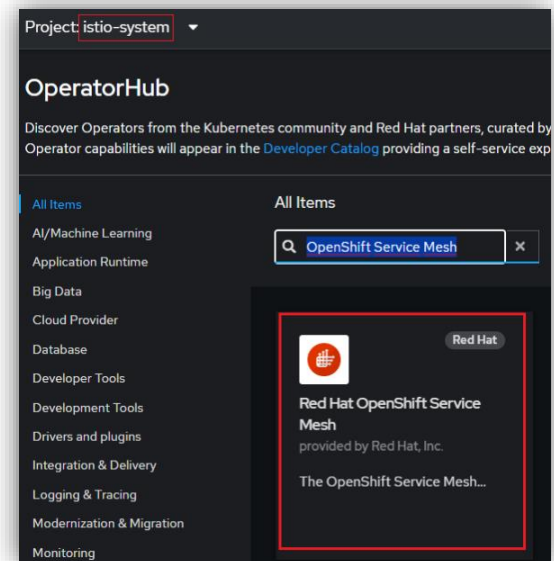 Project: istio-system
OperatorHub
Discover Operators from the Kubernetes community and Red Hat partners, curated by
Operator capabilities will appear in the Developer Catalog providing a self-service exp
All Items
AI/Machine Learning
Application Runtime
Big Data
Cloud Provider
Database
Developer Tools
Development Tools
Drivers and plugins
Integration & Delivery
Logging & Tracing
Modernization & Migration
Monitoring
All Items
OpenShift Service Mesh
Red Hat
Red Hat OpenShift Service
Mesh
provided by Red Hat, Inc.
The OpenShift Service Mesh...